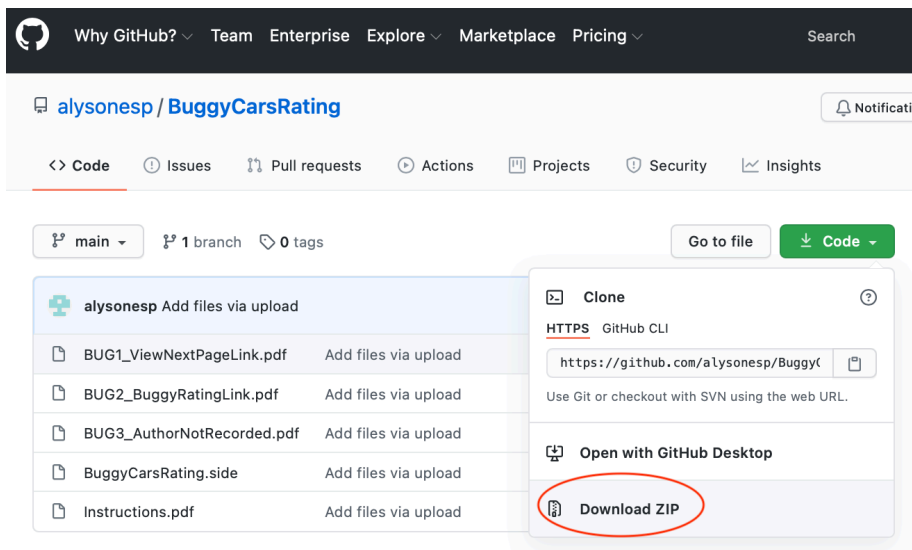 Why GitHub? Team Enterprise Explore Marketplace Pricing Search
alysonesp / BuggyCarsRating
Code Issues Pull requests Actions Projects Security Insights
main 1 branch 0 tags Go to file Code
alysonesp Add files via upload
BUG1_ViewNextPageLink.pdf Add files via upload
BUG2_BuggyRatingLink.pdf Add files via upload
BUG3_AuthorNotRecorded.pdf Add files via upload
BuggyCarsRating.side Add files via upload
Instructions.pdf Add files via upload
Clone
HTTPS GitHub CLI
https://github.com/alysonesp/Buggy
Use Git or checkout with SVN using the web URL.
Open with GitHub Desktop
Download ZIP